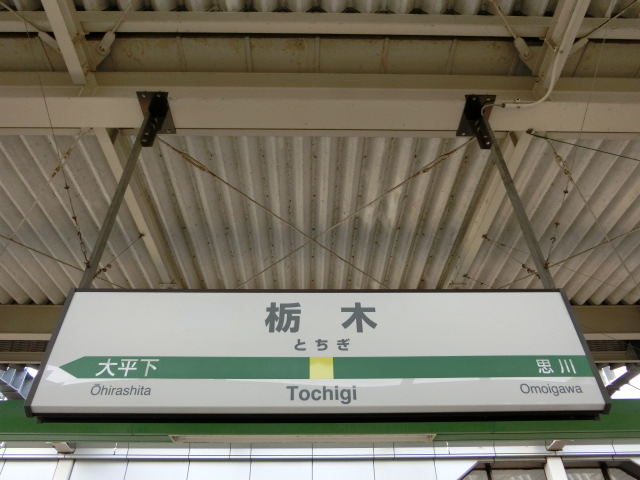 栃木
とちぎ
大平下
思川
Ōhirashita
Tochigi
Omoigawa